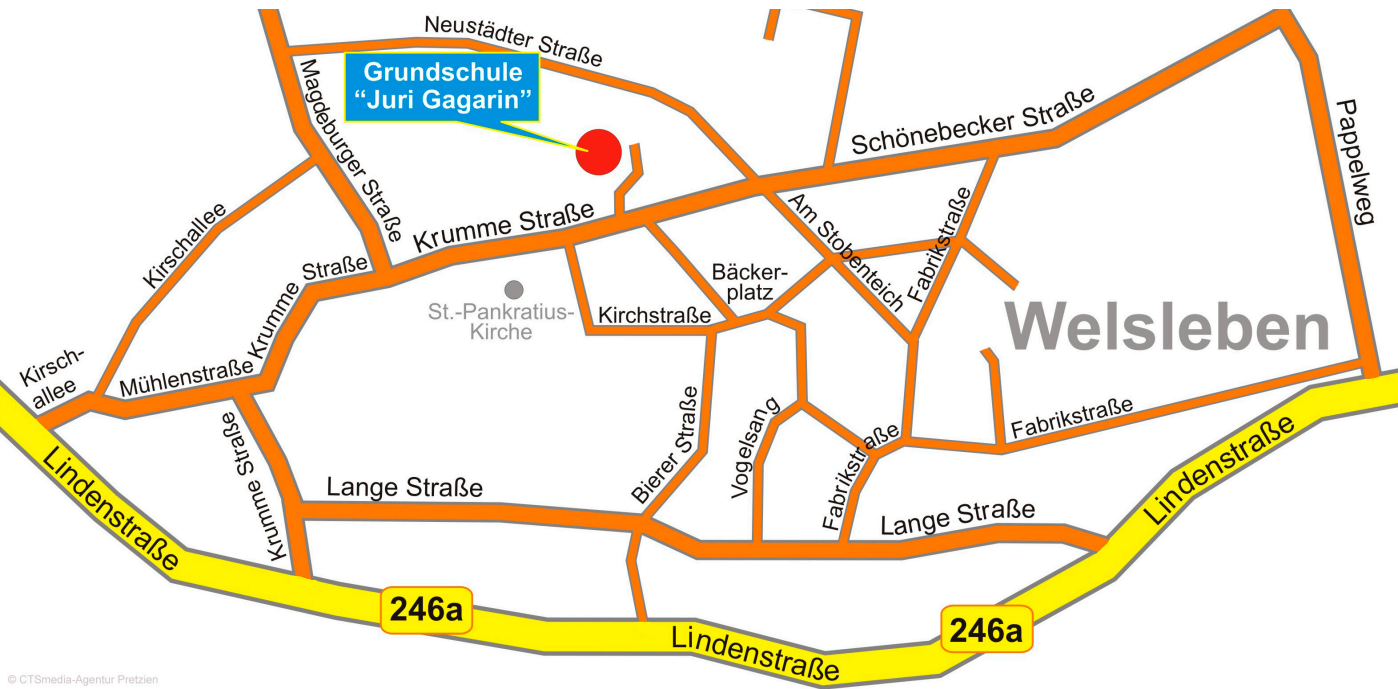 Neustädter Straße
Grundschule
“Juri Gagarin”
Magdeburger Straße
Schönebecker Straße
Pappelweg
Kirschallee
Krumme Straße
Am Stobenteich
Fabrikstraße
Krumme Straße
Bäcker-
platz
St.-Pankratius-
Kirche
Kirchstraße
Welsleben
Kirsch-
allee
Mühlenstraße
Krumme Straße
Bierer Straße
Vogelsang
Fabrikstraße
Fabrikstraße
Lange Straße
Lange Straße
Lindenstraße
Lindenstraße
246a
246a
Lindenstraße
© CTSmedia-Agentur Pretzien